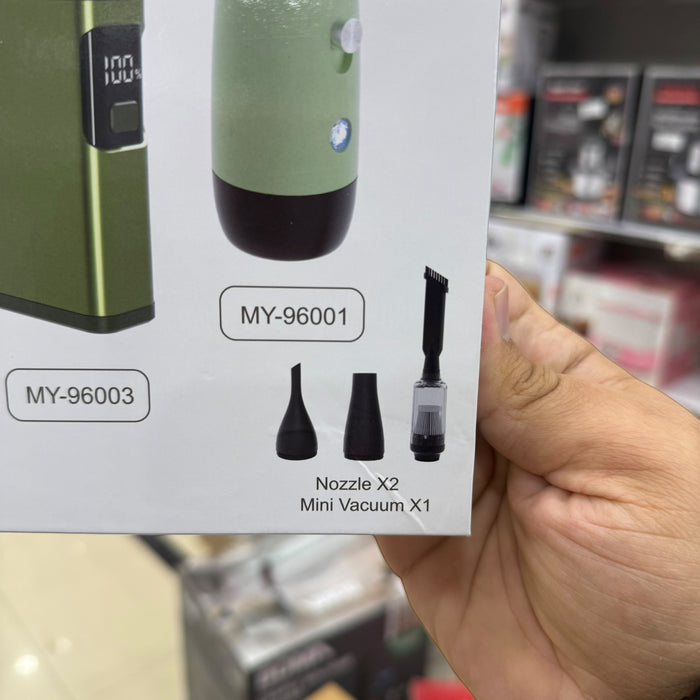 100%
MY-96001
MY-96003
Nozzle X2
Mini Vacuum X1